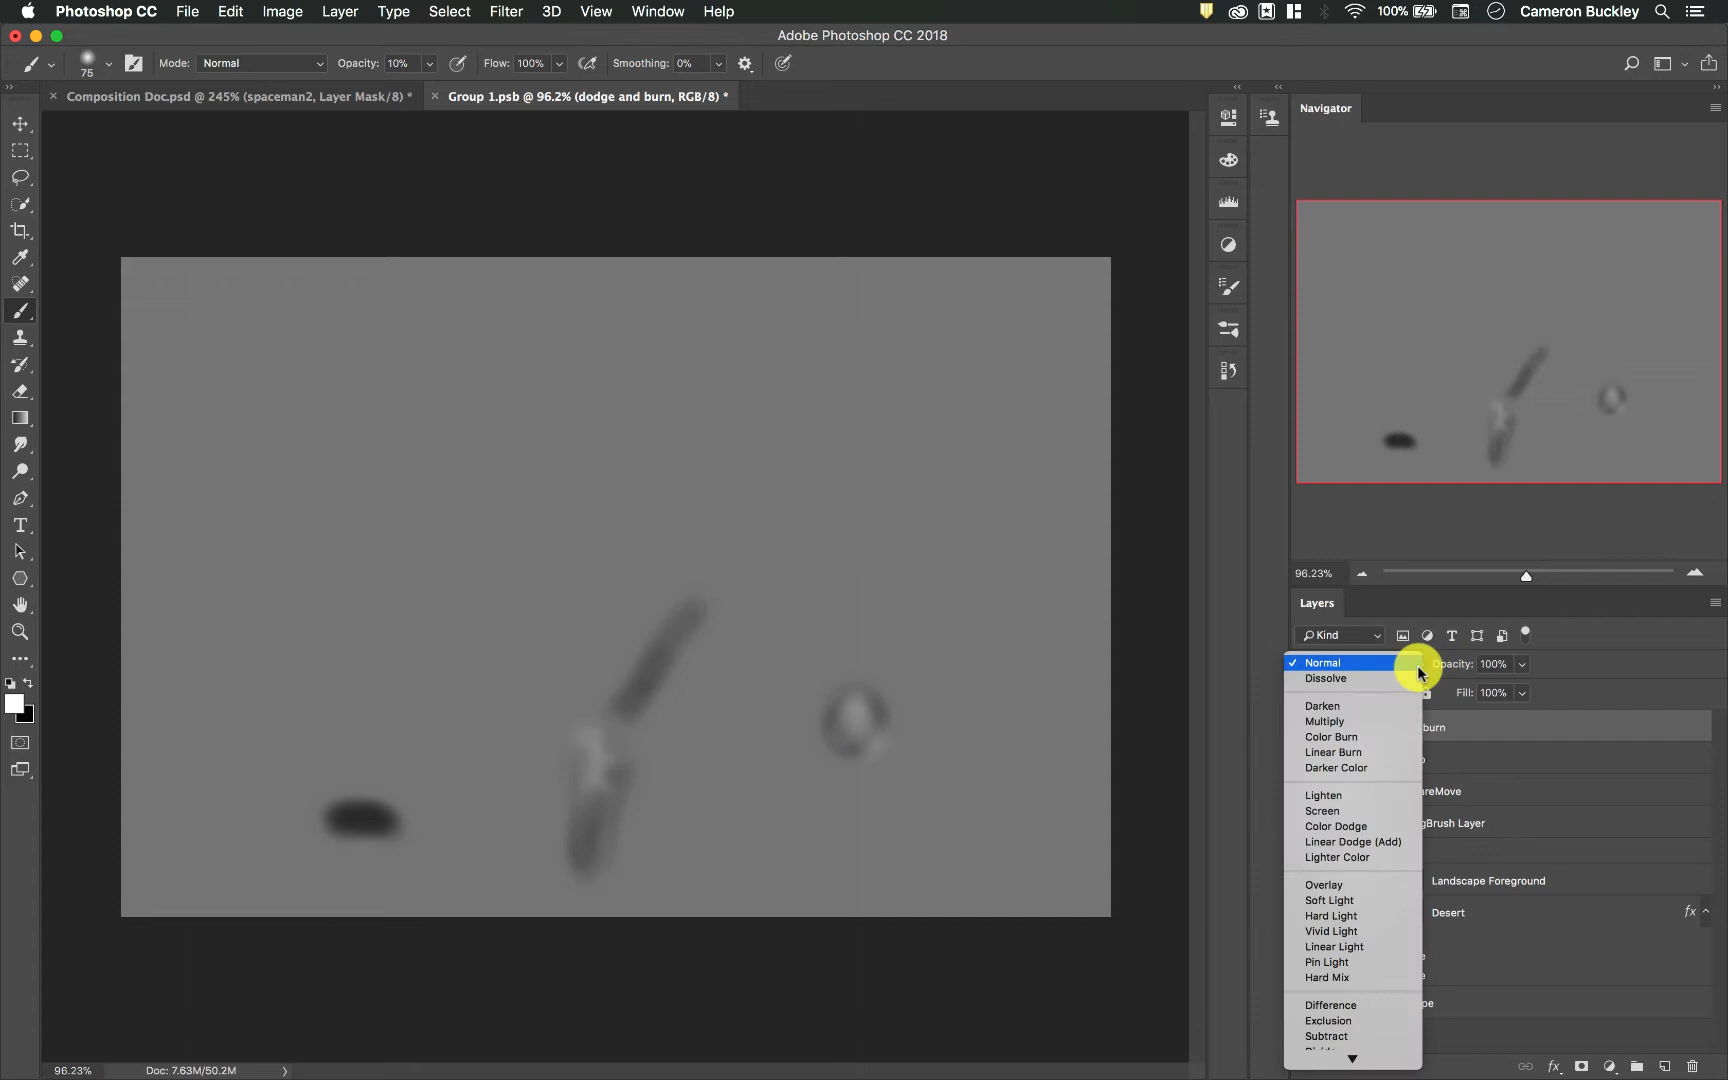 Photoshop CC File Edit Image Layer Type Select Filter 3D View Window Help 100% Cameron Buckley
Adobe Photoshop CC 2018
75 Mode: Normal Opacity: 10% Flow: 100% Smoothing: 0%
Composition Doc.psd @ 245% (spaceman2, Layer Mask/8) * Group 1.psb @ 96.2% (dodge and burn, RGB/8) *
Navigator
96.23%
Layers
Kind
Normal Opacity: 100%
Dissolve
Fill: 100%
Darken
Multiply burn
Color Burn
Linear Burn
Darker Color
Lighten ureMove
Screen
Color Dodge gBrush Layer
Linear Dodge (Add)
Lighter Color
Overlay Landscape Foreground
Soft Light
Hard Light Desert fx
Vivid Light
Linear Light
Pin Light
Hard Mix
Difference pe
Exclusion
Subtract
96.23% Doc: 7.63M/50.2M fx